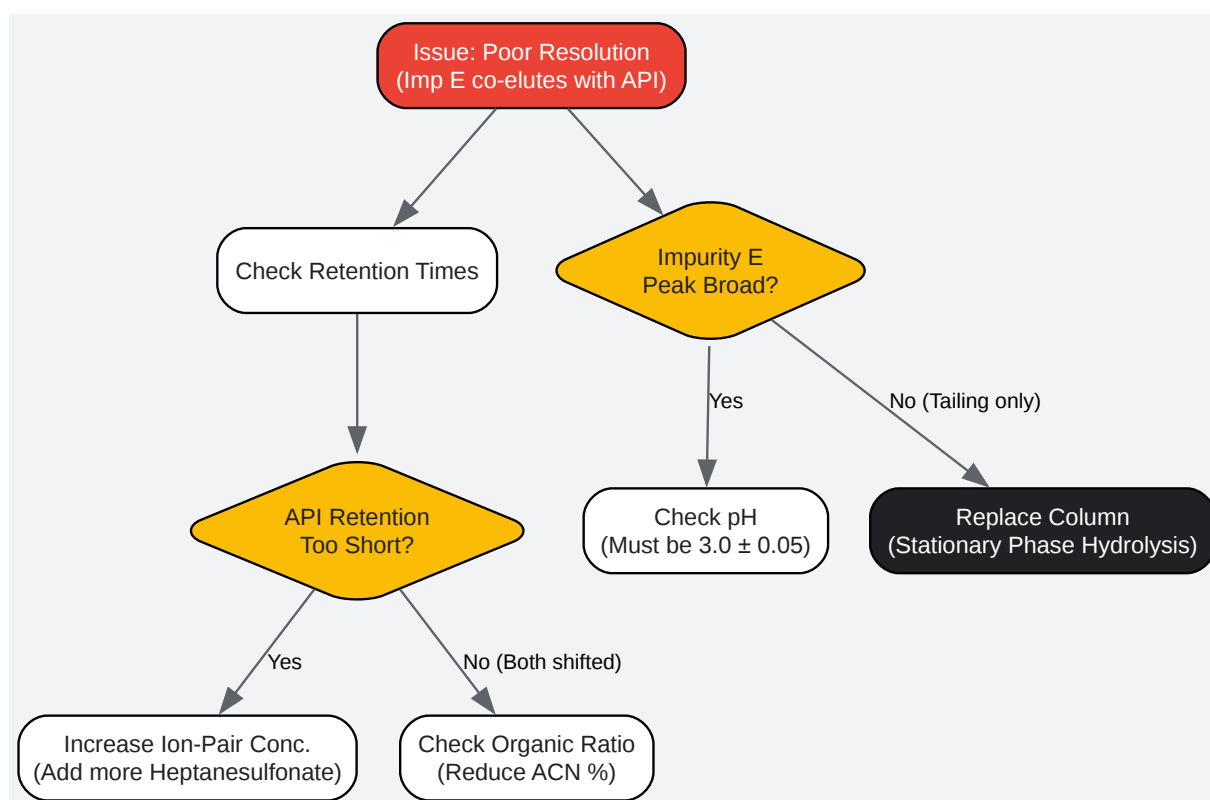 Issue: Poor Resolution
(Imp E co-elutes with API)
Check Retention Times
Impurity E
Peak Broad?
Yes
No (Tailing only)
API Retention
Too Short?
Check pH
(Must be 3.0 ± 0.05)
Replace Column
(Stationary Phase Hydrolysis)
Yes
No (Both shifted)
Increase Ion-Pair Conc.
(Add more Heptanesulfonate)
Check Organic Ratio
(Reduce ACN %)